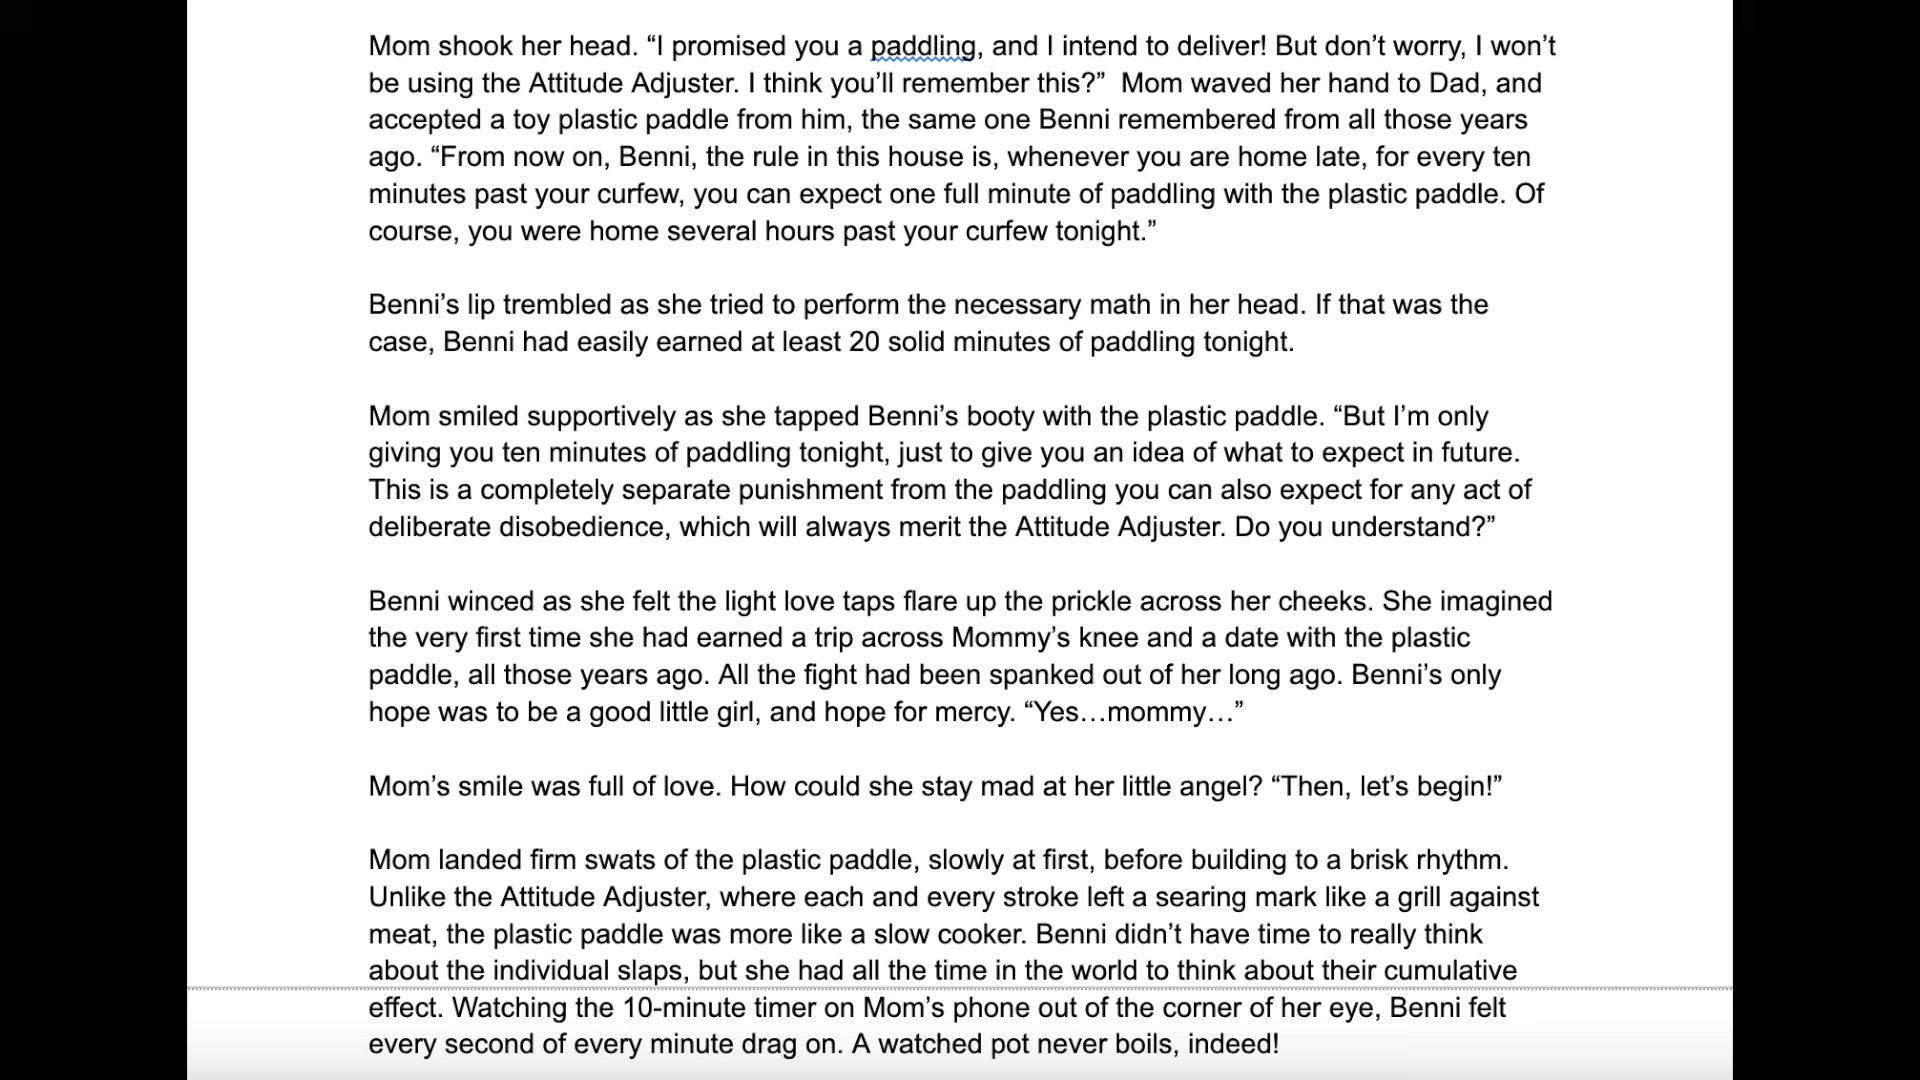 Mom shook her head. “I promised you a paddling, and I intend to deliver! But don’t worry, I won’t
be using the Attitude Adjuster. I think you’ll remember this?”  Mom waved her hand to Dad, and
accepted a toy plastic paddle from him, the same one Benni remembered from all those years
ago. “From now on, Benni, the rule in this house is, whenever you are home late, for every ten
minutes past your curfew, you can expect one full minute of paddling with the plastic paddle. Of
course, you were home several hours past your curfew tonight.”
Benni’s lip trembled as she tried to perform the necessary math in her head. If that was the
case, Benni had easily earned at least 20 solid minutes of paddling tonight.
Mom smiled supportively as she tapped Benni’s booty with the plastic paddle. “But I’m only
giving you ten minutes of paddling tonight, just to give you an idea of what to expect in future.
This is a completely separate punishment from the paddling you can also expect for any act of
deliberate disobedience, which will always merit the Attitude Adjuster. Do you understand?”
Benni winced as she felt the light love taps flare up the prickle across her cheeks. She imagined
the very first time she had earned a trip across Mommy’s knee and a date with the plastic
paddle, all those years ago. All the fight had been spanked out of her long ago. Benni’s only
hope was to be a good little girl, and hope for mercy. “Yes…mommy…”
Mom’s smile was full of love. How could she stay mad at her little angel? “Then, let’s begin!”
Mom landed firm swats of the plastic paddle, slowly at first, before building to a brisk rhythm.
Unlike the Attitude Adjuster, where each and every stroke left a searing mark like a grill against
meat, the plastic paddle was more like a slow cooker. Benni didn’t have time to really think
about the individual slaps, but she had all the time in the world to think about their cumulative
effect. Watching the 10-minute timer on Mom’s phone out of the corner of her eye, Benni felt
every second of every minute drag on. A watched pot never boils, indeed!